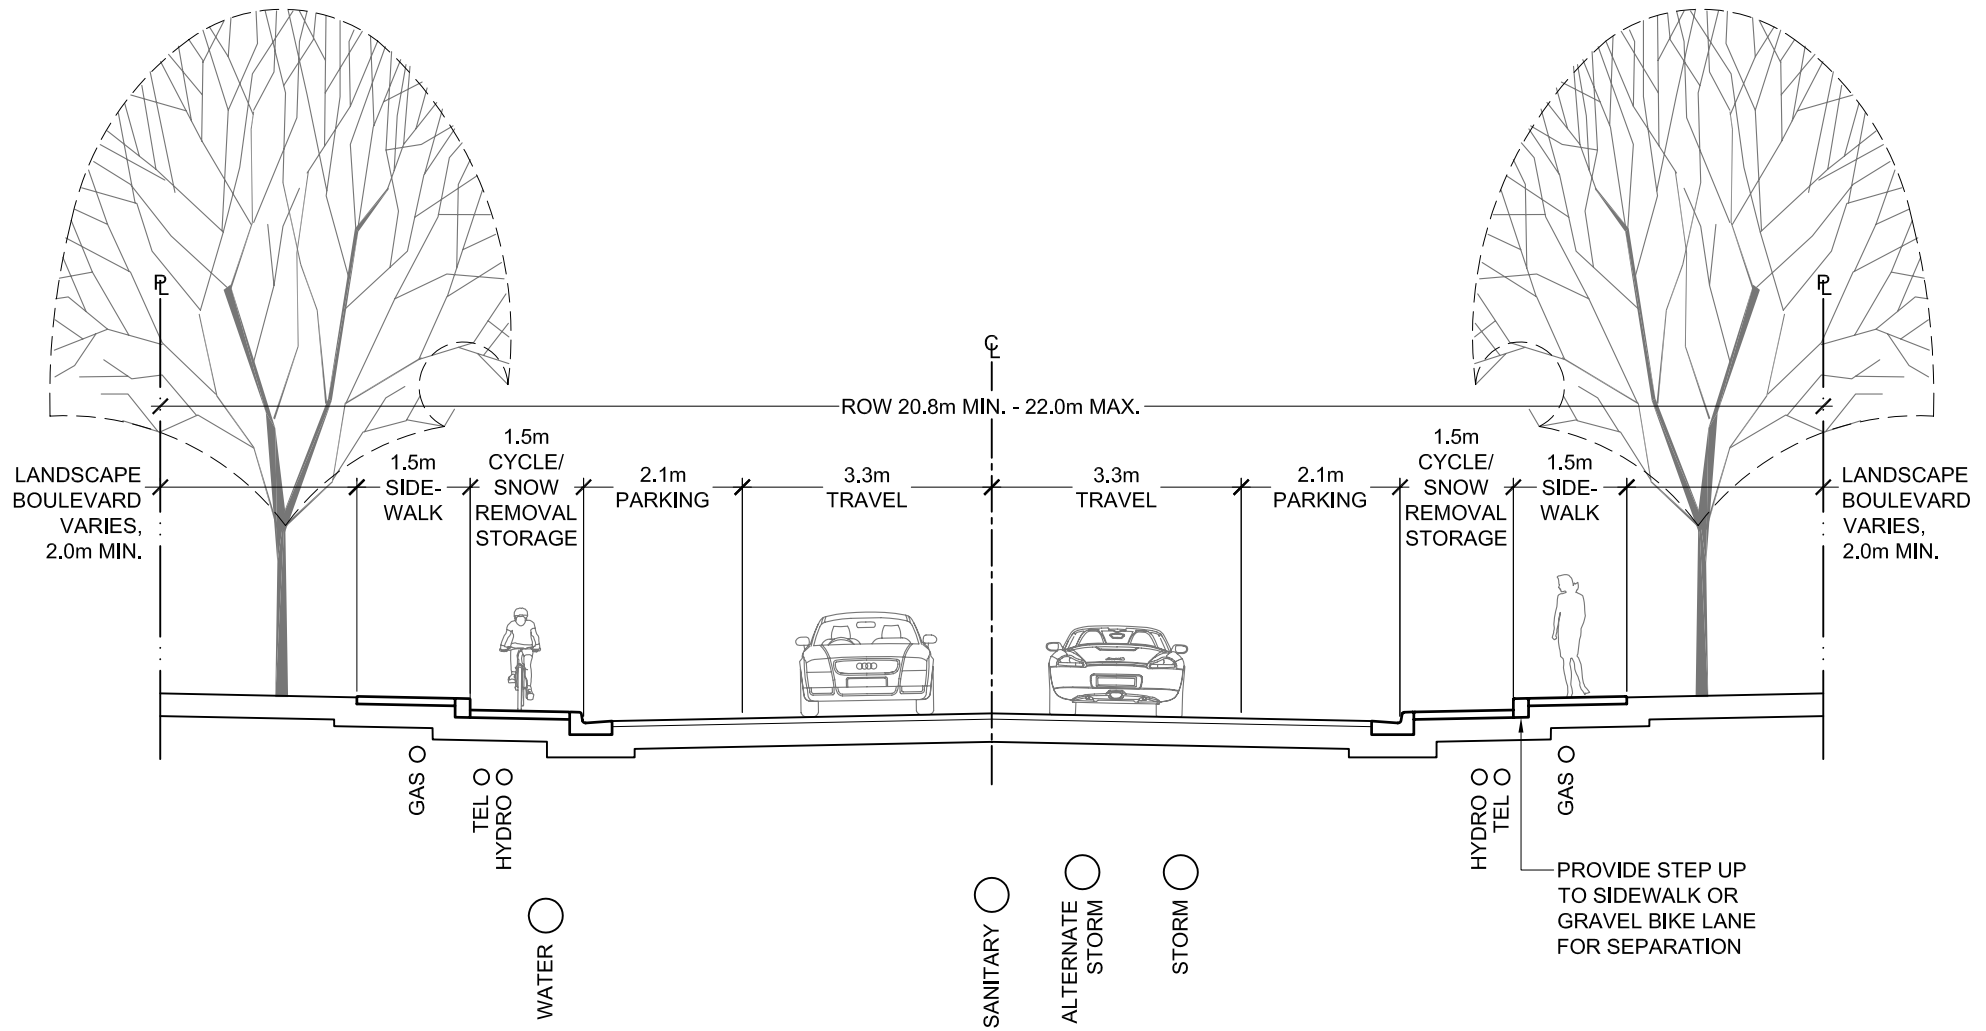 PL
PL
CL
ROW 20.8m MIN. - 22.0m MAX.
LANDSCAPE
BOULEVARD
VARIES,
2.0m MIN.
1.5m
SIDE-
WALK
1.5m
CYCLE/
SNOW
REMOVAL
STORAGE
2.1m
PARKING
3.3m
TRAVEL
3.3m
TRAVEL
2.1m
PARKING
1.5m
CYCLE/
SNOW
REMOVAL
STORAGE
1.5m
SIDE-
WALK
LANDSCAPE
BOULEVARD
VARIES,
2.0m MIN.
GAS
TEL
HYDRO
WATER
SANITARY
ALTERNATE
STORM
STORM
HYDRO
TEL
GAS
PROVIDE STEP UP
TO SIDEWALK OR
GRAVEL BIKE LANE
FOR SEPARATION